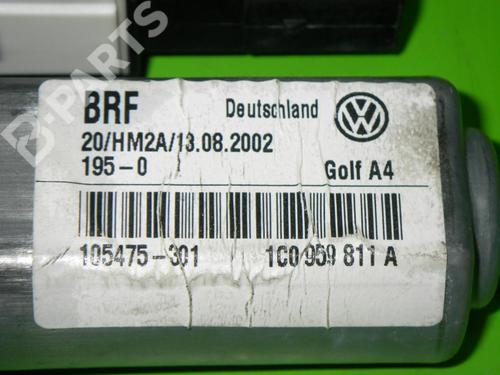 B-PARTS
BRF Deutschland
20/HM2A/13.08.2002
195-0 Golf A4
105475-301 1C0 959 811 A